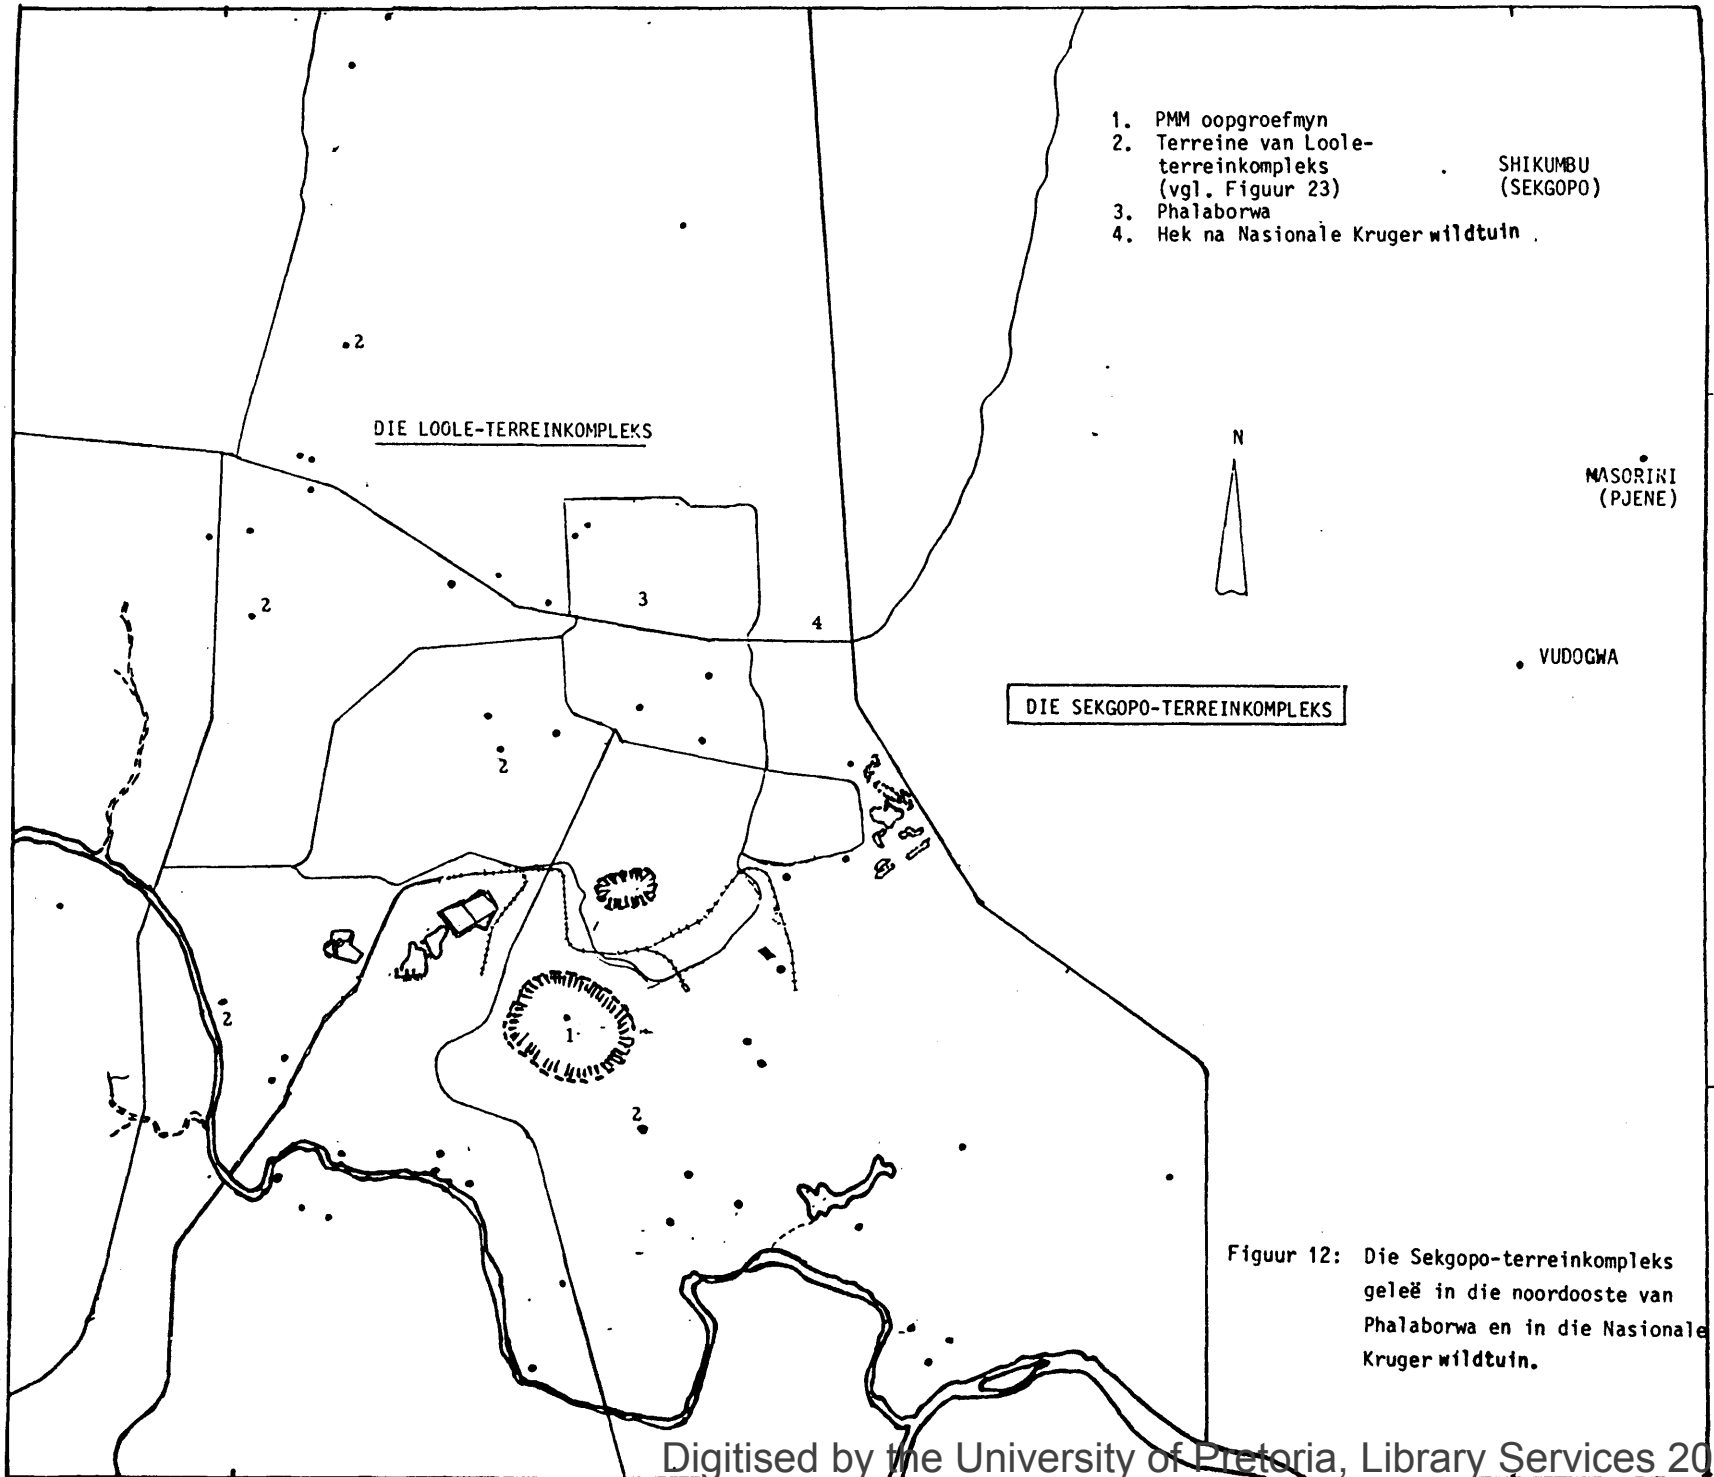 1. PMM oopgroefmyn
2. Terreine van Loole-
terreinkompleks
(vgl. Figuur 23)
3. Phalaborwa
4. Hek na Nasionale Kruger wildtuin .
SHIKUMBU
(SEKGOPO)
2
DIE LOOLE-TERREINKOMPLEKS
N
MASORINI
(PJENE)
2
3
4
VUDOGWA
DIE SEKGOPO-TERREINKOMPLEKS
2
2
1
2
Figuur 12: Die Sekgopo-terreinkompleks
geleë in die noordooste van
Phalaborwa en in die Nasionale
Kruger wildtuin.
Digitised by the University of Pretoria, Library Services 20